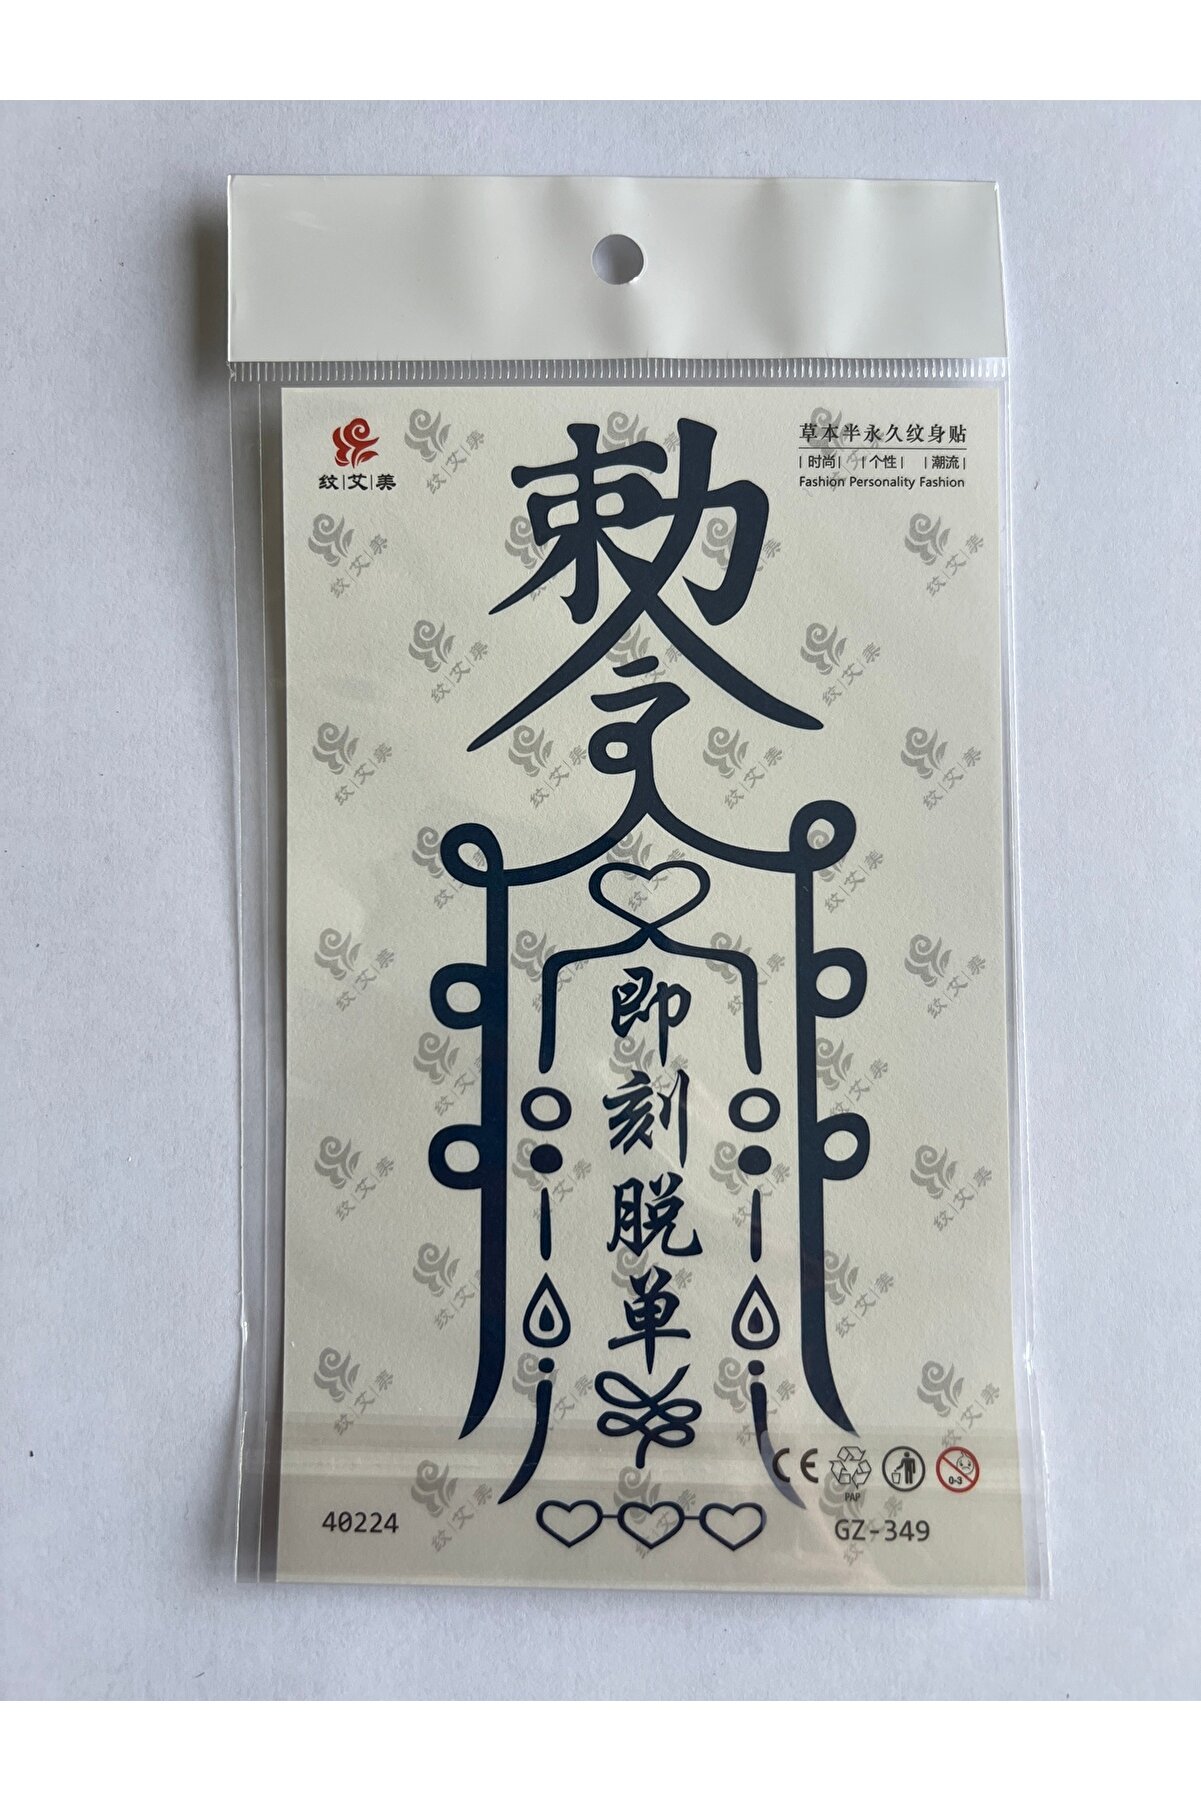 纹|艾|美
草本半永久纹身贴
|时尚| |个性| |潮流|
Fashion Personality Fashion
敕
令
即
刻
脱
单
CE
PAP
0-3
40224
GZ-349